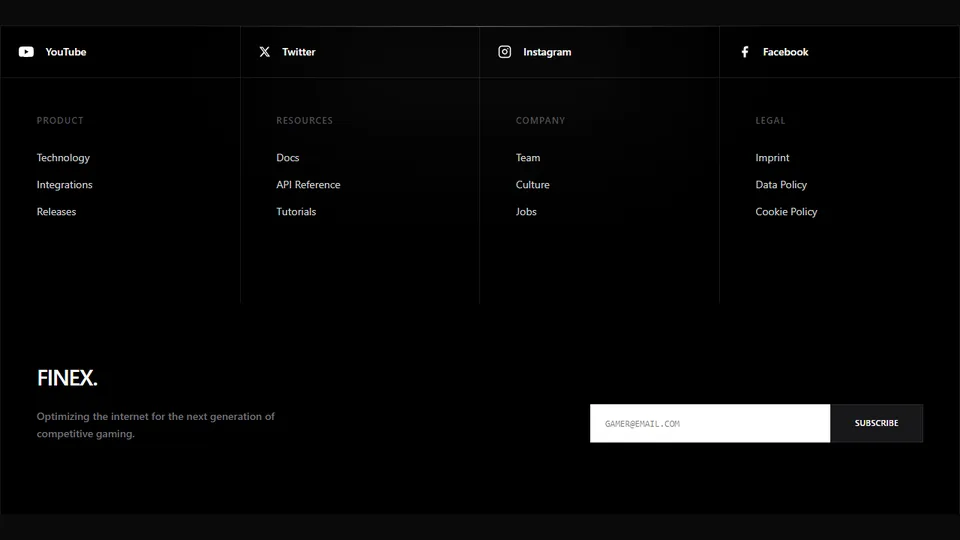 YouTube
Twitter
Instagram
Facebook
PRODUCT
Technology
Integrations
Releases
RESOURCES
Docs
API Reference
Tutorials
COMPANY
Team
Culture
Jobs
LEGAL
Imprint
Data Policy
Cookie Policy
FINEX.
Optimizing the internet for the next generation of
competitive gaming.
GAMER@EMAIL.COM
SUBSCRIBE